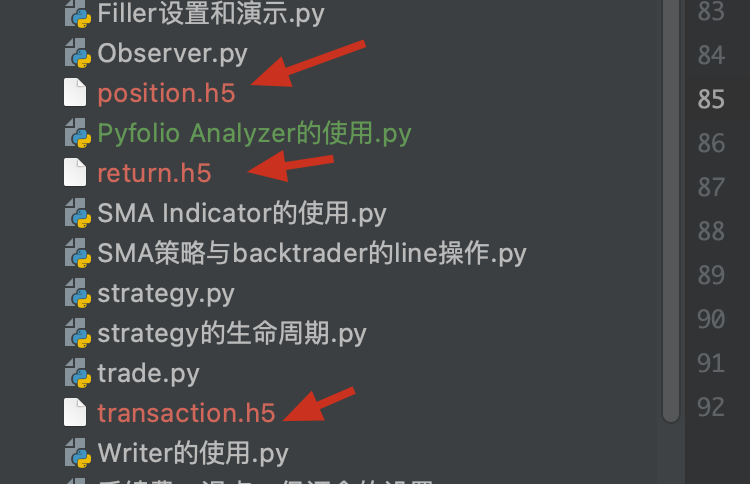 Filler设置和演示.py 83
Observer.py 84
position.h5 85
Pyfolio Analyzer的使用.py 86
return.h5 87
SMA Indicator的使用.py 88
SMA策略与backtrader的line操作.py 89
strategy.py 90
strategy的生命周期.py 91
trade.py 92
transaction.h5
Writer的使用.py